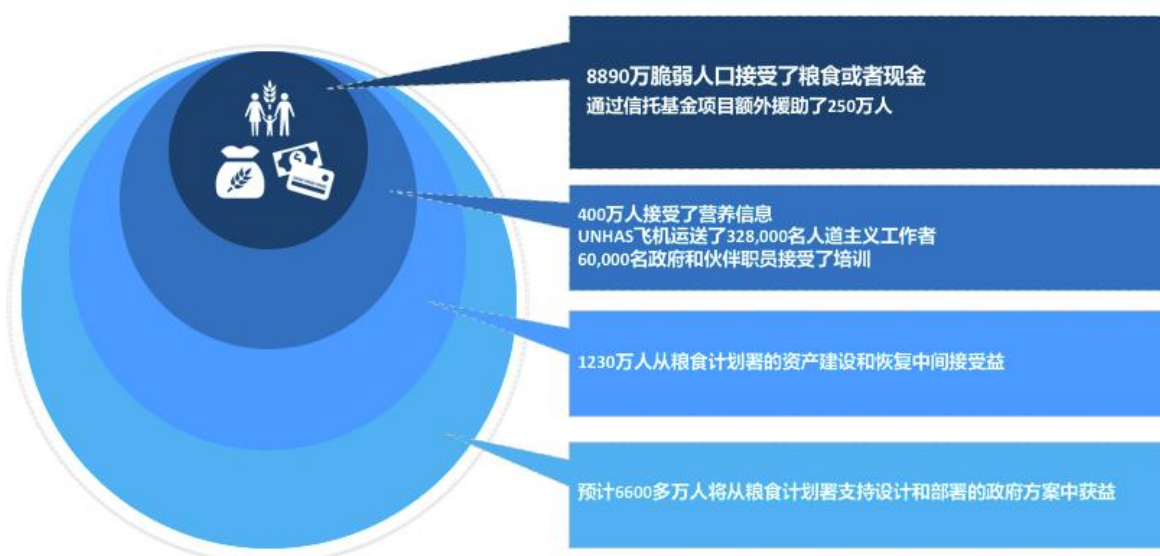 8890万脆弱人口接受了粮食或者现金
通过信托基金项目额外援助了250万人
400万人接受了营养信息
UNHAS飞机运送了328,000名人道主义工作者
60,000名政府和伙伴职员接受了培训
1230万人从粮食计划署的资产建设和恢复中间接受益
预计6600多万人将从粮食计划署支持设计和部署的政府方案中获益